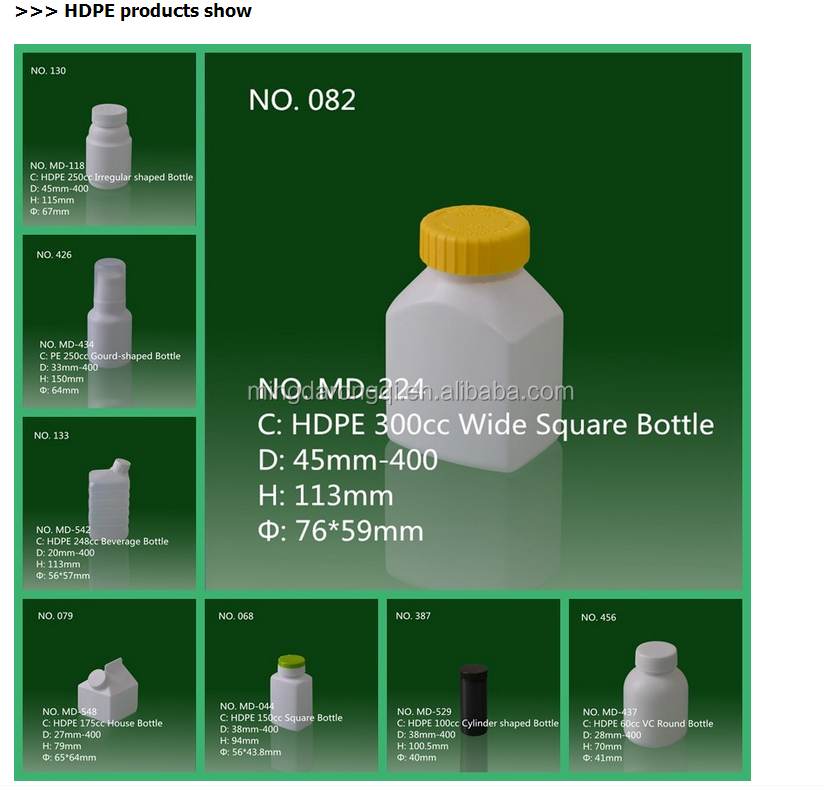 >>> HDPE products show
NO. 130
NO. MD-118
C: HDPE 250cc Irregular shaped Bottle
D: 45mm-400
H: 115mm
Φ: 67mm
NO. 082
NO. MD-224
mingdarongqi.en.alibaba.com
C: HDPE 300cc Wide Square Bottle
D: 45mm-400
H: 113mm
Φ: 76*59mm
NO. 426
NO. MD-434
C: PE 250cc Gourd-shaped Bottle
D: 33mm-400
H: 150mm
Φ: 64mm
NO. 133
NO. MD-542
C: HDPE 248cc Beverage Bottle
D: 20mm-400
H: 113mm
Φ: 56*57mm
NO. 079
NO. MD-548
C: HDPE 175cc House Bottle
D: 27mm-400
H: 79mm
Φ: 65*64mm
NO. 068
NO. MD-044
C: HDPE 150cc Square Bottle
D: 38mm-400
H: 94mm
Φ: 56*43.8mm
NO. 387
NO. MD-529
C: HDPE 100cc Cylinder shaped Bottle
D: 38mm-400
H: 100.5mm
Φ: 40mm
NO. 456
NO. MD-437
C: HDPE 60cc VC Round Bottle
D: 28mm-400
H: 70mm
Φ: 41mm